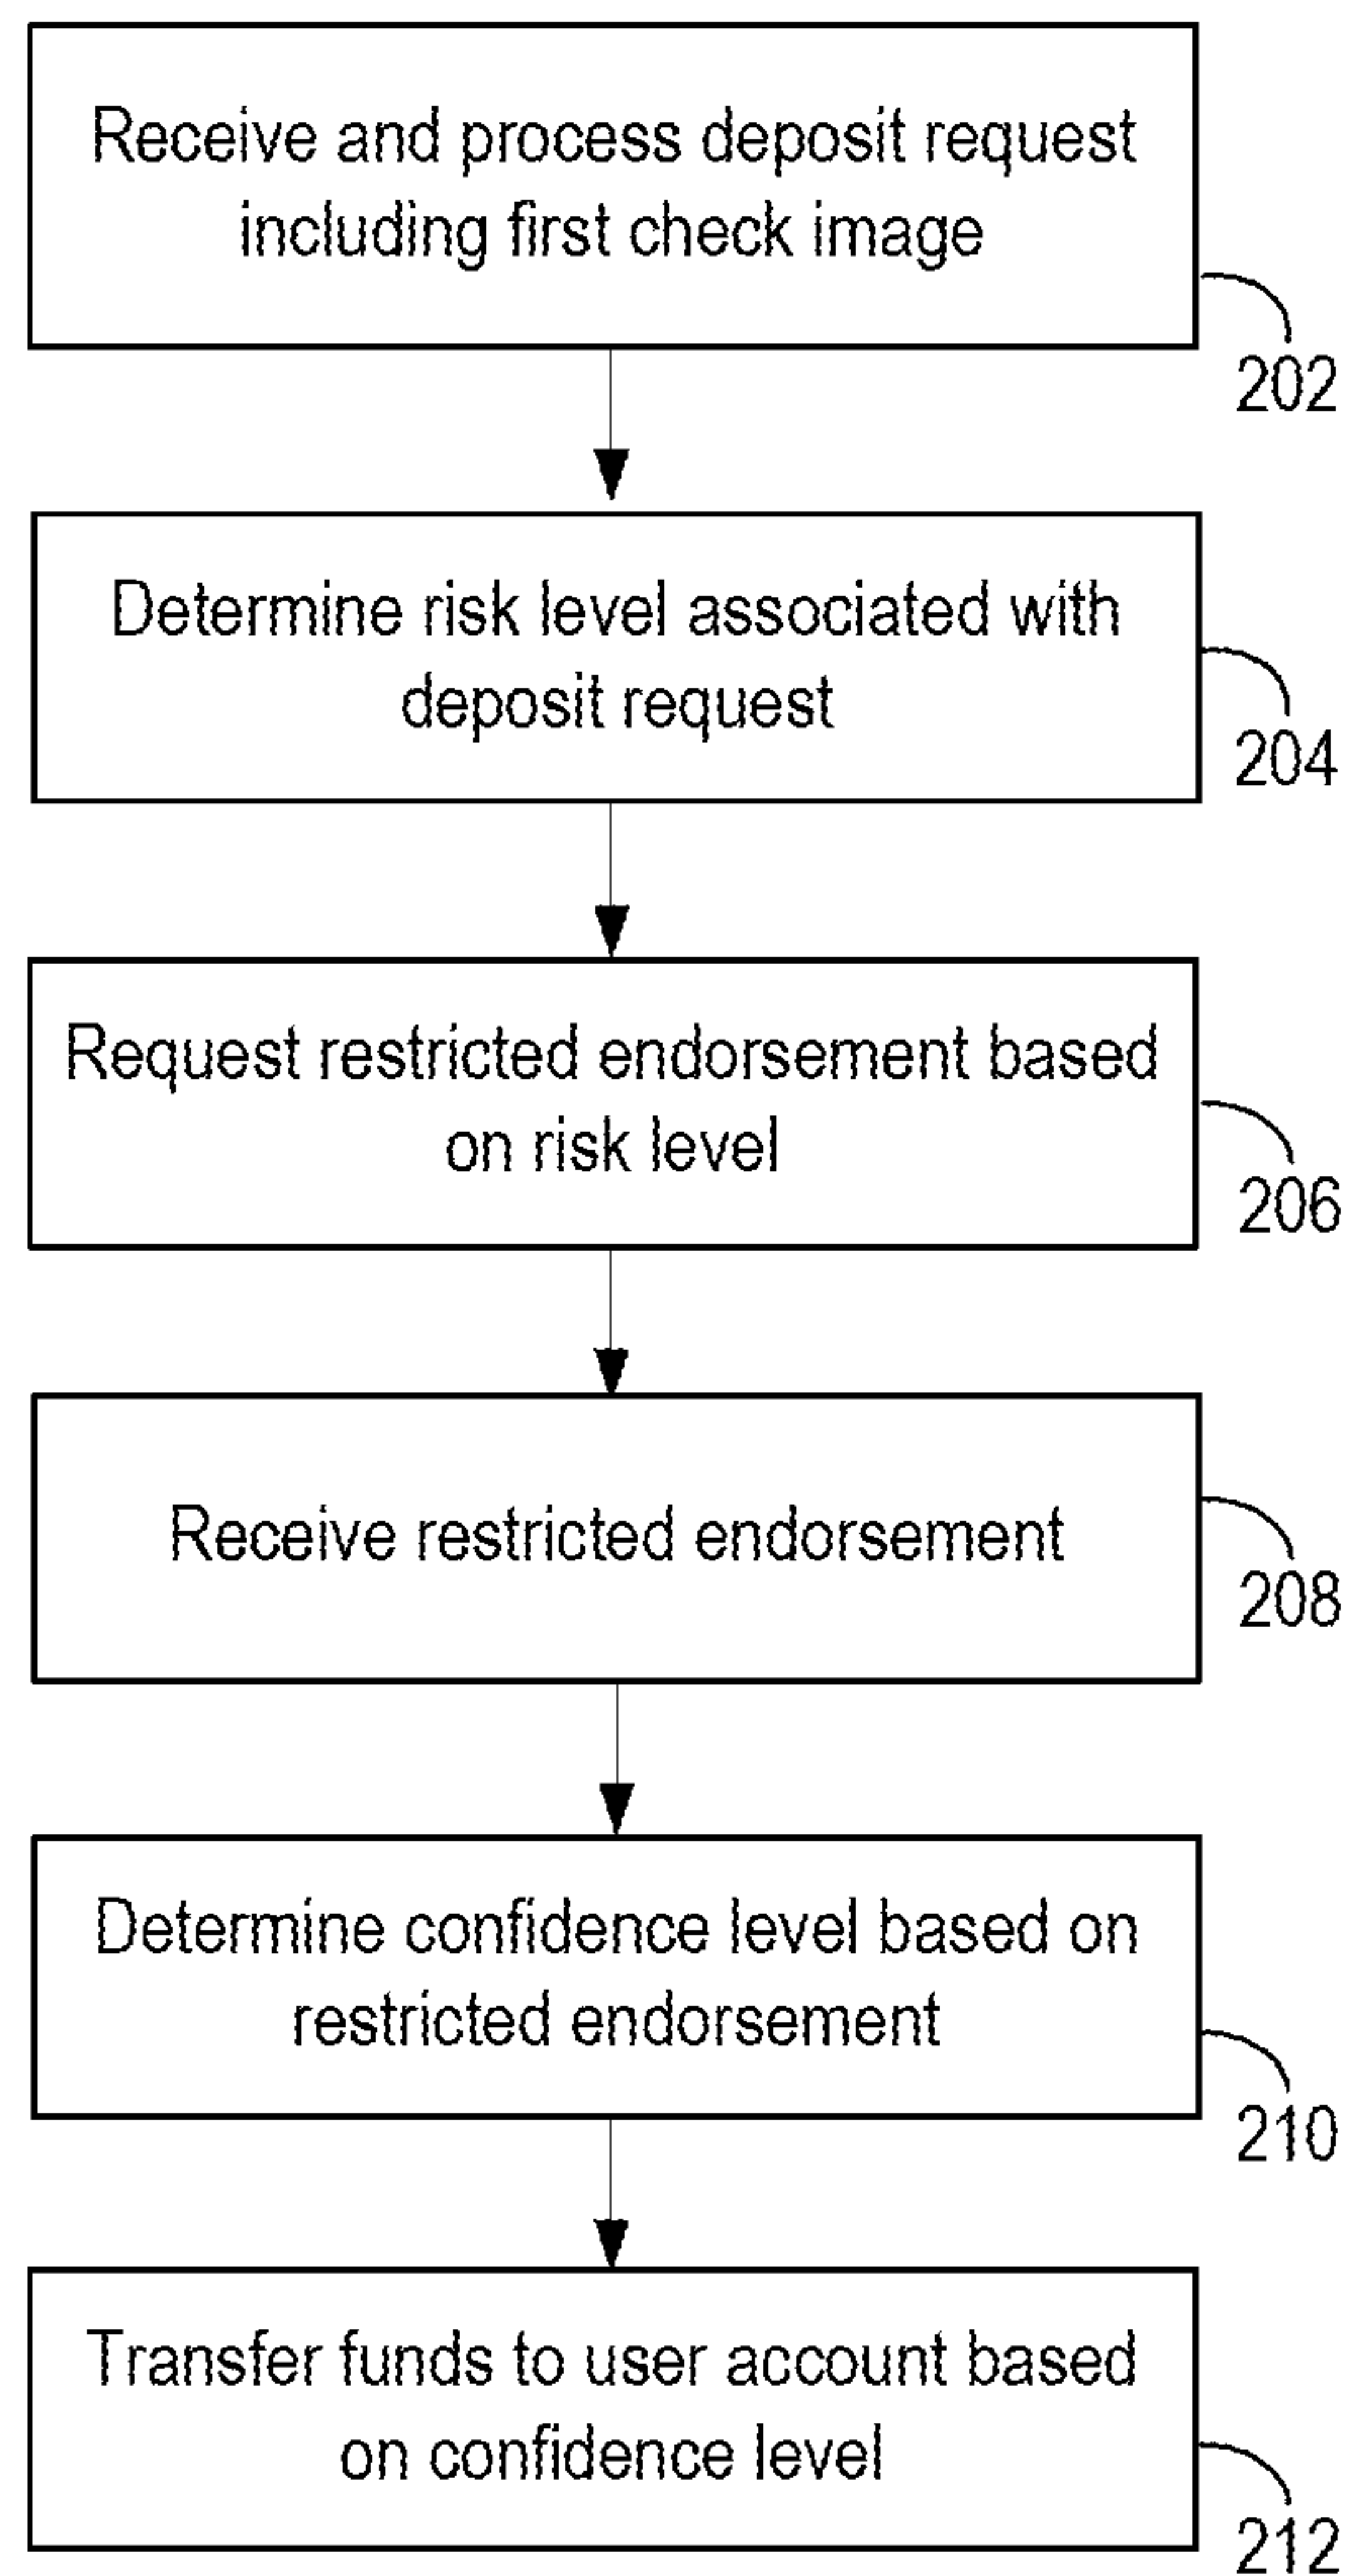 Receive and process deposit request
including first check image
202
Determine risk level associated with
deposit request
204
Request restricted endorsement based
on risk level
206
Receive restricted endorsement
208
Determine confidence level based on
restricted endorsement
210
Transfer funds to user account based
on confidence level
212